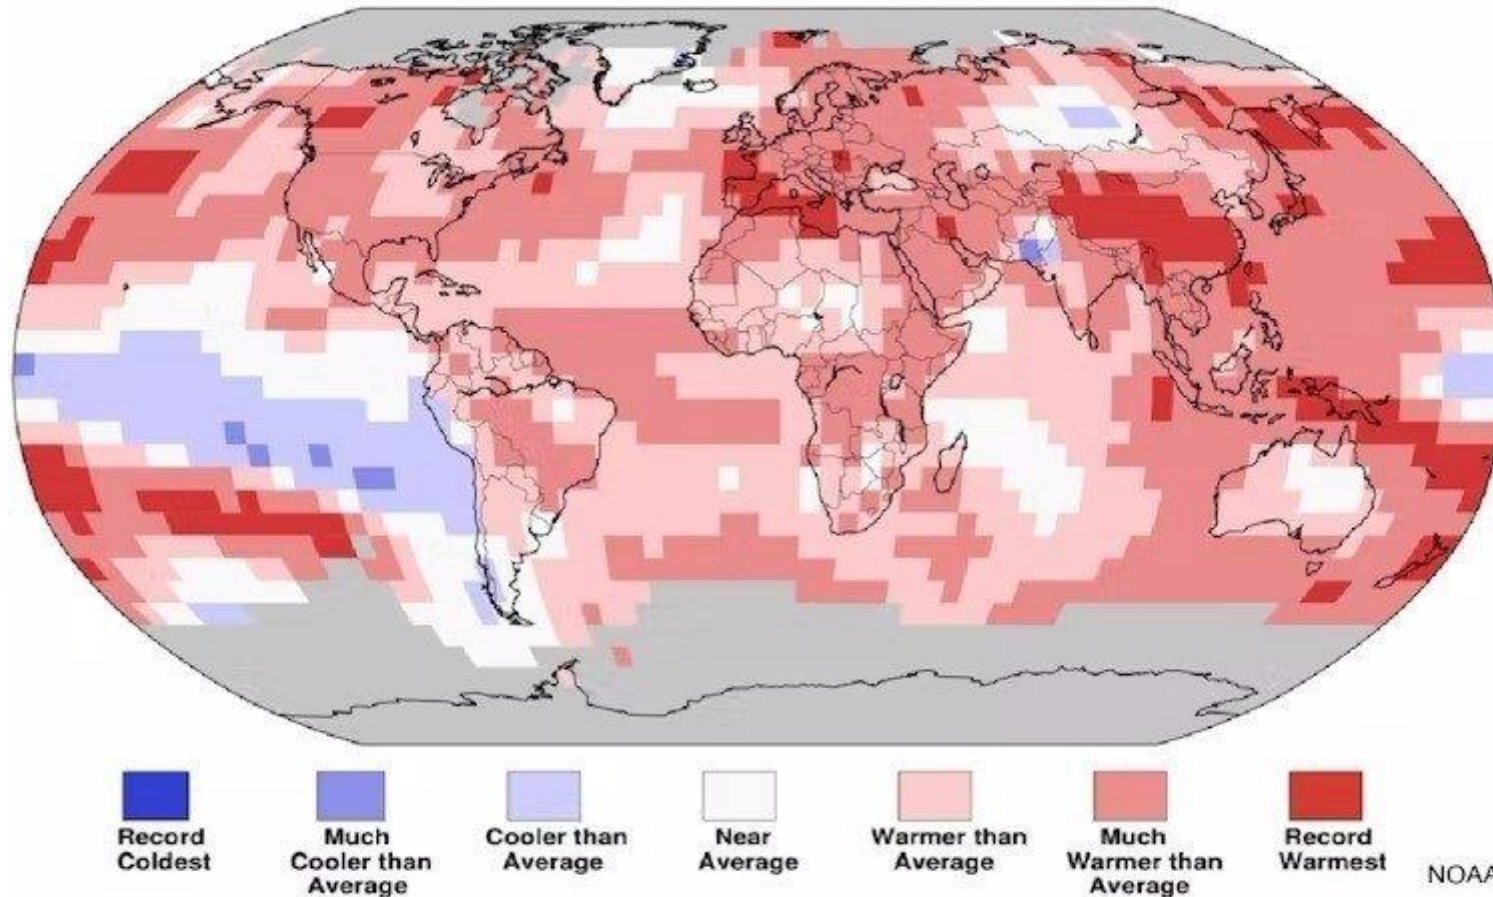 Record
Coldest
Much
Cooler than
Average
Cooler than
Average
Near
Average
Warmer than
Average
Much
Warmer than
Average
Record
Warmest
NOAA